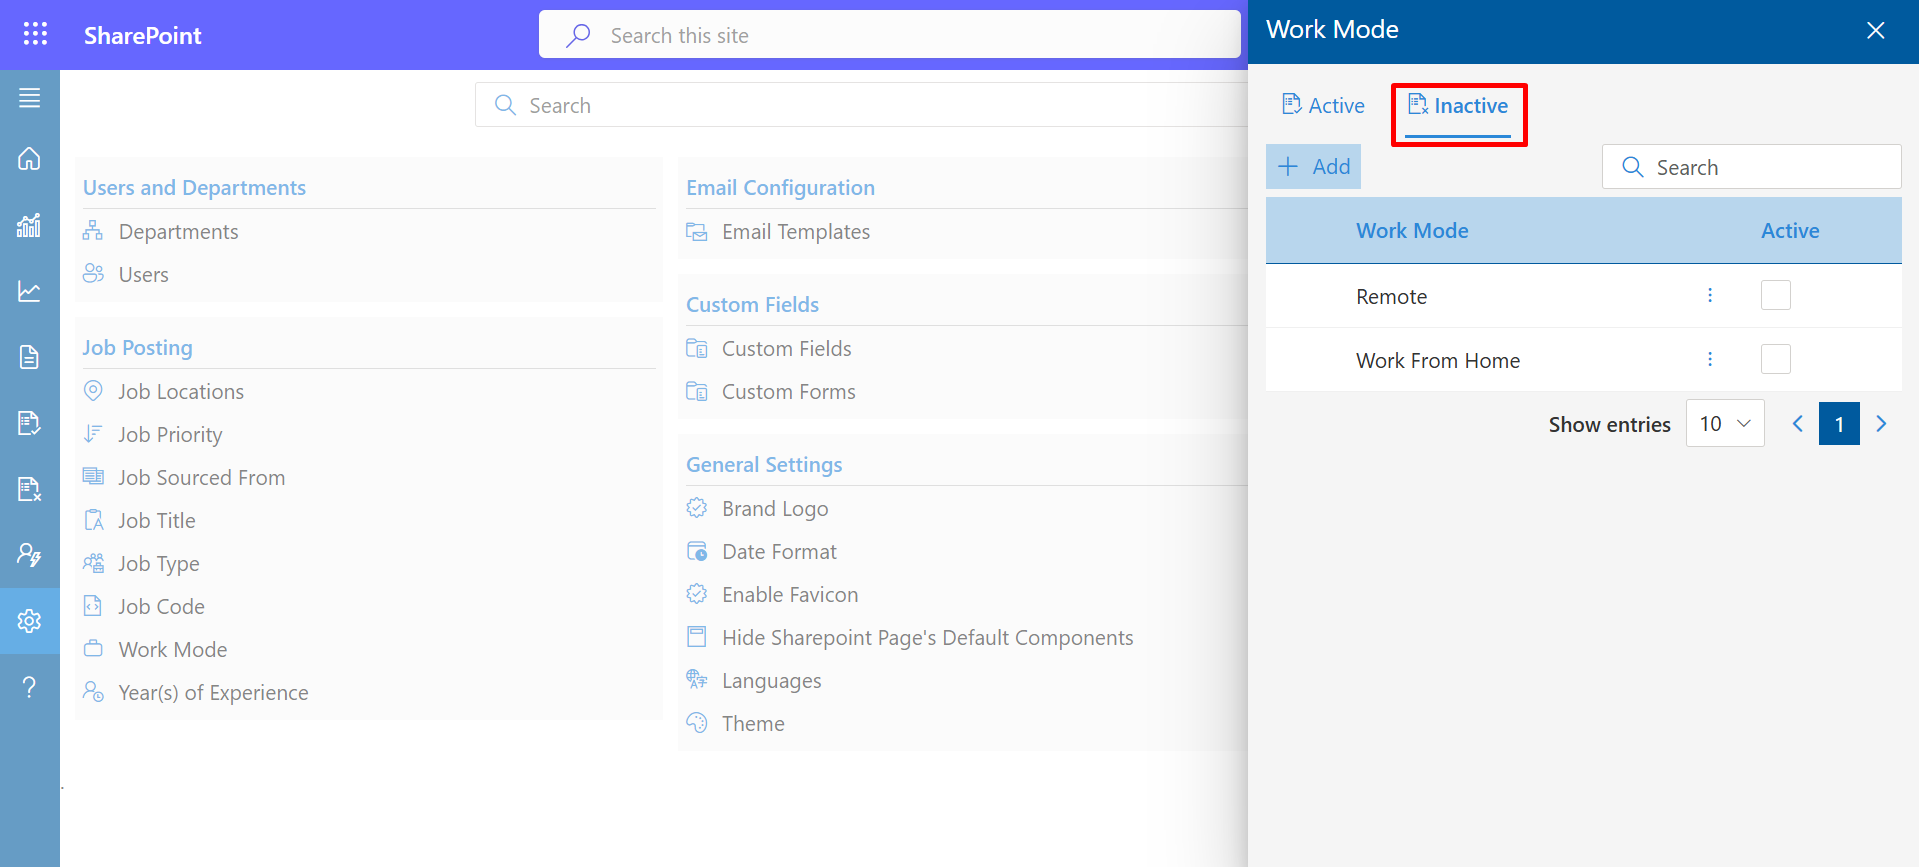 SharePoint
Search this site
Search
Users and Departments
Departments
Users
Job Posting
Job Locations
Job Priority
Job Sourced From
Job Title
Job Type
Job Code
Work Mode
Year(s) of Experience
Email Configuration
Email Templates
Custom Fields
Custom Fields
Custom Forms
General Settings
Brand Logo
Date Format
Enable Favicon
Hide Sharepoint Page's Default Components
Languages
Theme
Work Mode
Active
Inactive
Add
Search
Work Mode Active
Remote
Work From Home
Show entries 10 1